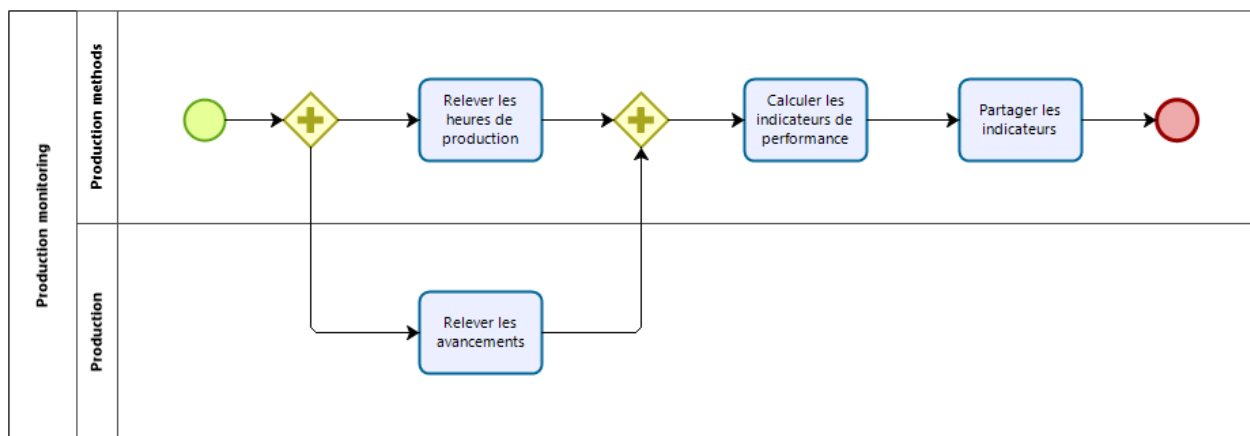 Production monitoring
Production methods
Relever les
heures de
production
Calculer les
indicateurs de
performance
Partager les
indicateurs
Production
Relever les
avancements